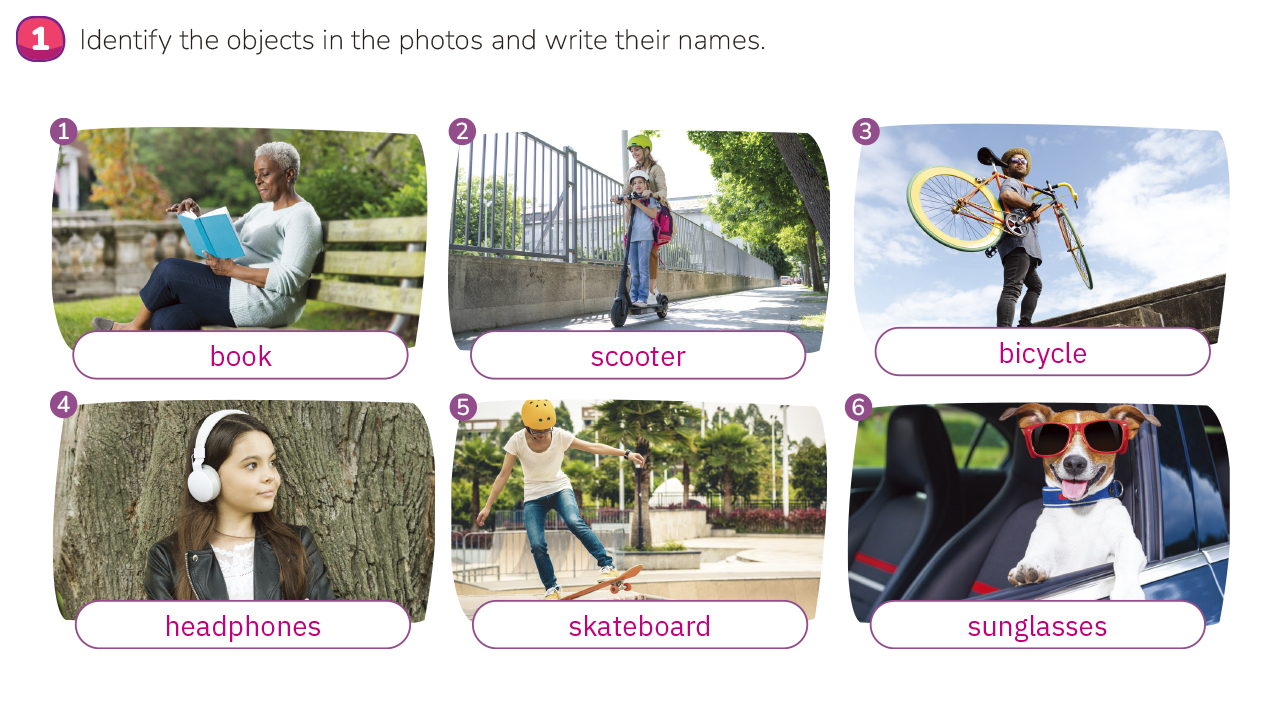 1 Identify the objects in the photos and write their names.
1
2
3
book
scooter
bicycle
4
5
6
headphones
skateboard
sunglasses